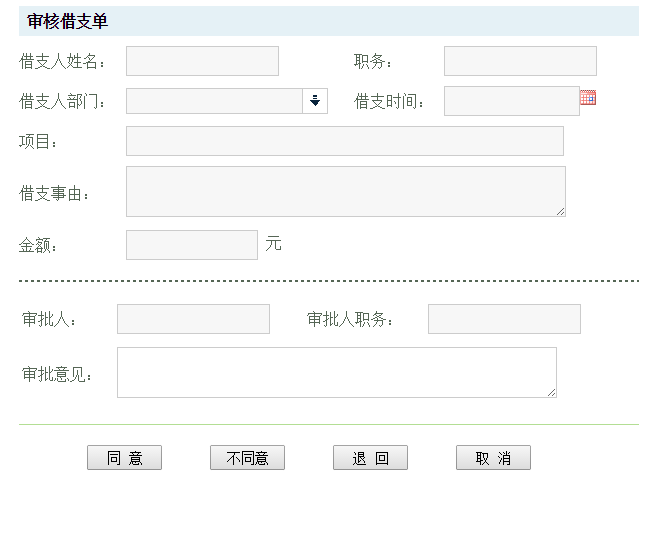 审核借支单
借支人姓名： 职务：
借支人部门： 借支时间：
项目：
借支事由：
金额： 元
审批人： 审批人职务：
审批意见：
同 意 不同意 退 回 取 消